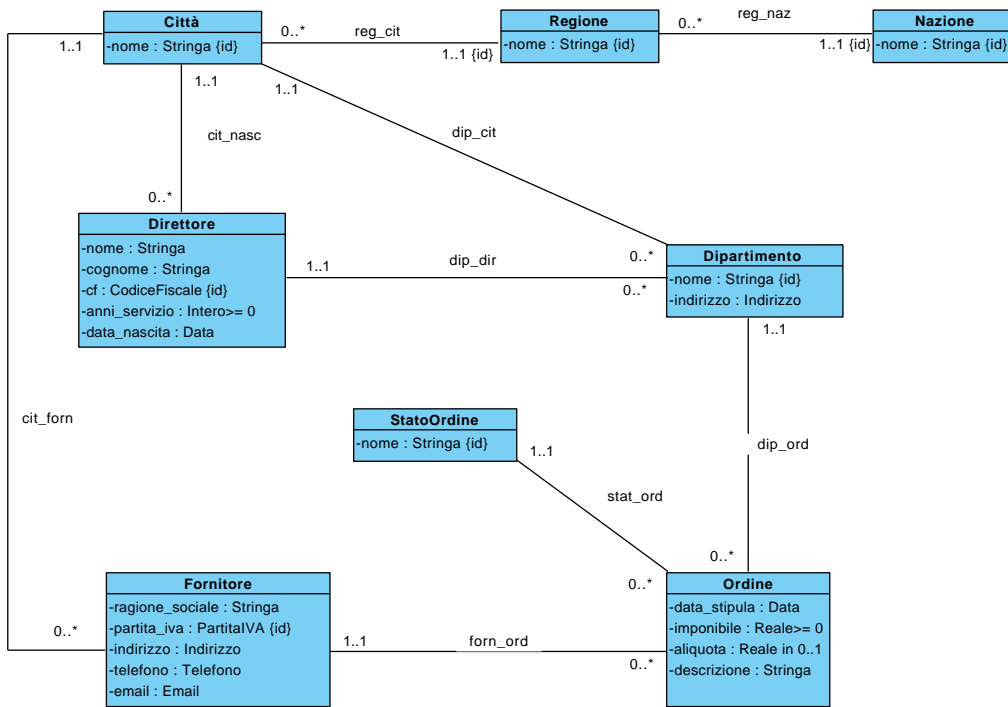 Città
-nome : Stringa {id}
1..1
0..*
reg_cit
1..1 {id}
Regione
-nome : Stringa {id}
0..*
reg_naz
1..1 {id}
Nazione
-nome : Stringa {id}
1..1
1..1
cit_nasc
dip_cit
0..*
Direttore
-nome : Stringa
-cognome : Stringa
-cf : CodiceFiscale {id}
-anni_servizio : Intero>= 0
-data_nascita : Data
1..1
dip_dir
0..*
0..*
Dipartimento
-nome : Stringa {id}
-indirizzo : Indirizzo
1..1
cit_forn
StatoOrdine
-nome : Stringa {id}
1..1
dip_ord
stat_ord
0..*
0..*
Fornitore
-ragione_sociale : Stringa
-partita_iva : PartitaIVA {id}
-indirizzo : Indirizzo
-telefono : Telefono
-email : Email
0..*
1..1
forn_ord
0..*
Ordine
-data_stipula : Data
-imponibile : Reale>= 0
-aliquota : Reale in 0..1
-descrizione : Stringa